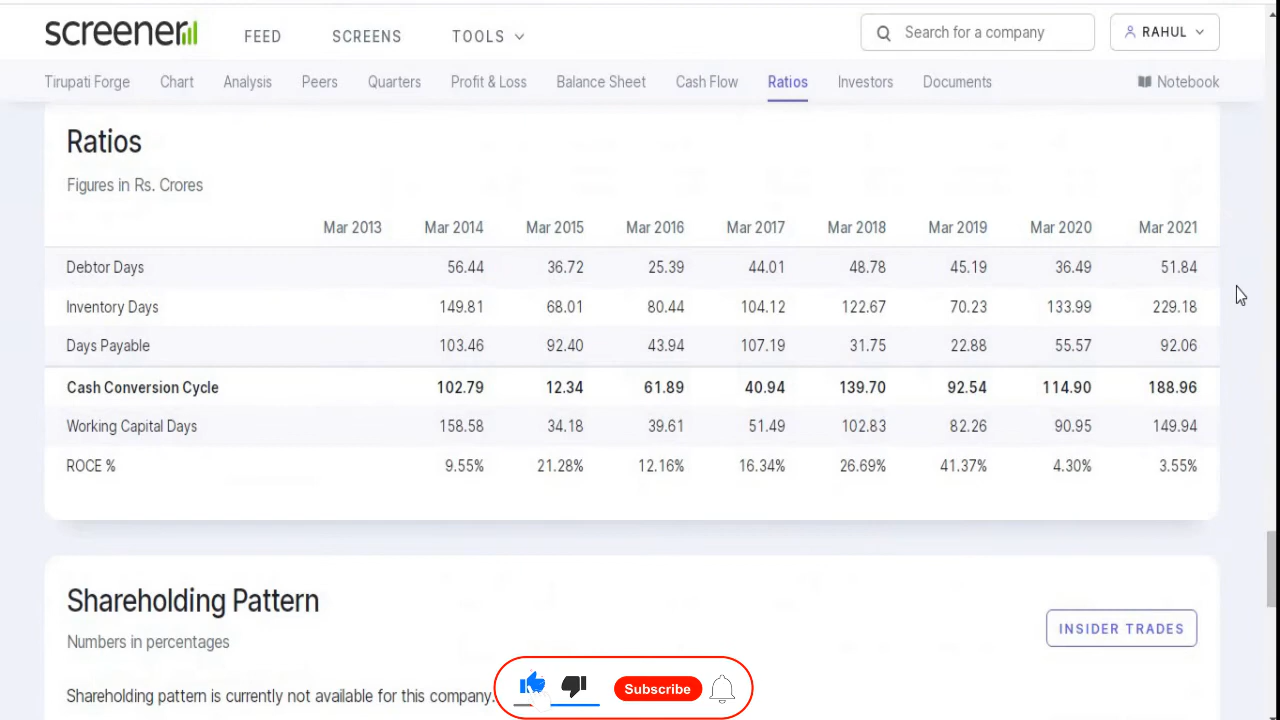 screener FEED SCREENS TOOLS Search for a company RAHUL
Tirupati Forge Chart Analysis Peers Quarters Profit & Loss Balance Sheet Cash Flow Ratios Investors Documents Notebook
Ratios
Figures in Rs. Crores
Mar 2013 Mar 2014 Mar 2015 Mar 2016 Mar 2017 Mar 2018 Mar 2019 Mar 2020 Mar 2021
Debtor Days 56.44 36.72 25.39 44.01 48.78 45.19 36.49 51.84
Inventory Days 149.81 68.01 80.44 104.12 122.67 70.23 133.99 229.18
Days Payable 103.46 92.40 43.94 107.19 31.75 22.88 55.57 92.06
Cash Conversion Cycle 102.79 12.34 61.89 40.94 139.70 92.54 114.90 188.96
Working Capital Days 158.58 34.18 39.61 51.49 102.83 82.26 90.95 149.94
ROCE % 9.55% 21.28% 12.16% 16.34% 26.69% 41.37% 4.30% 3.55%
Shareholding Pattern
INSIDER TRADES
Numbers in percentages
Shareholding pattern is currently not available for this company.
Subscribe